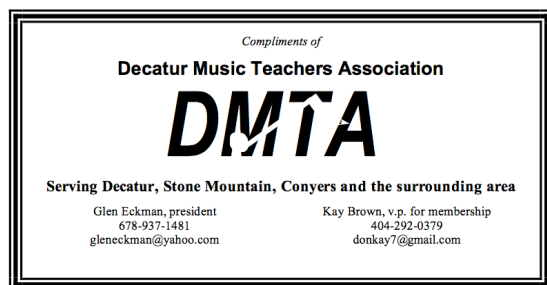 Compliments of
Decatur Music Teachers Association
DMTA
Serving Decatur, Stone Mountain, Conyers and the surrounding area
Glen Eckman, president
678-937-1481
gleneckman@yahoo.com
Kay Brown, v.p. for membership
404-292-0379
donkay7@gmail.com